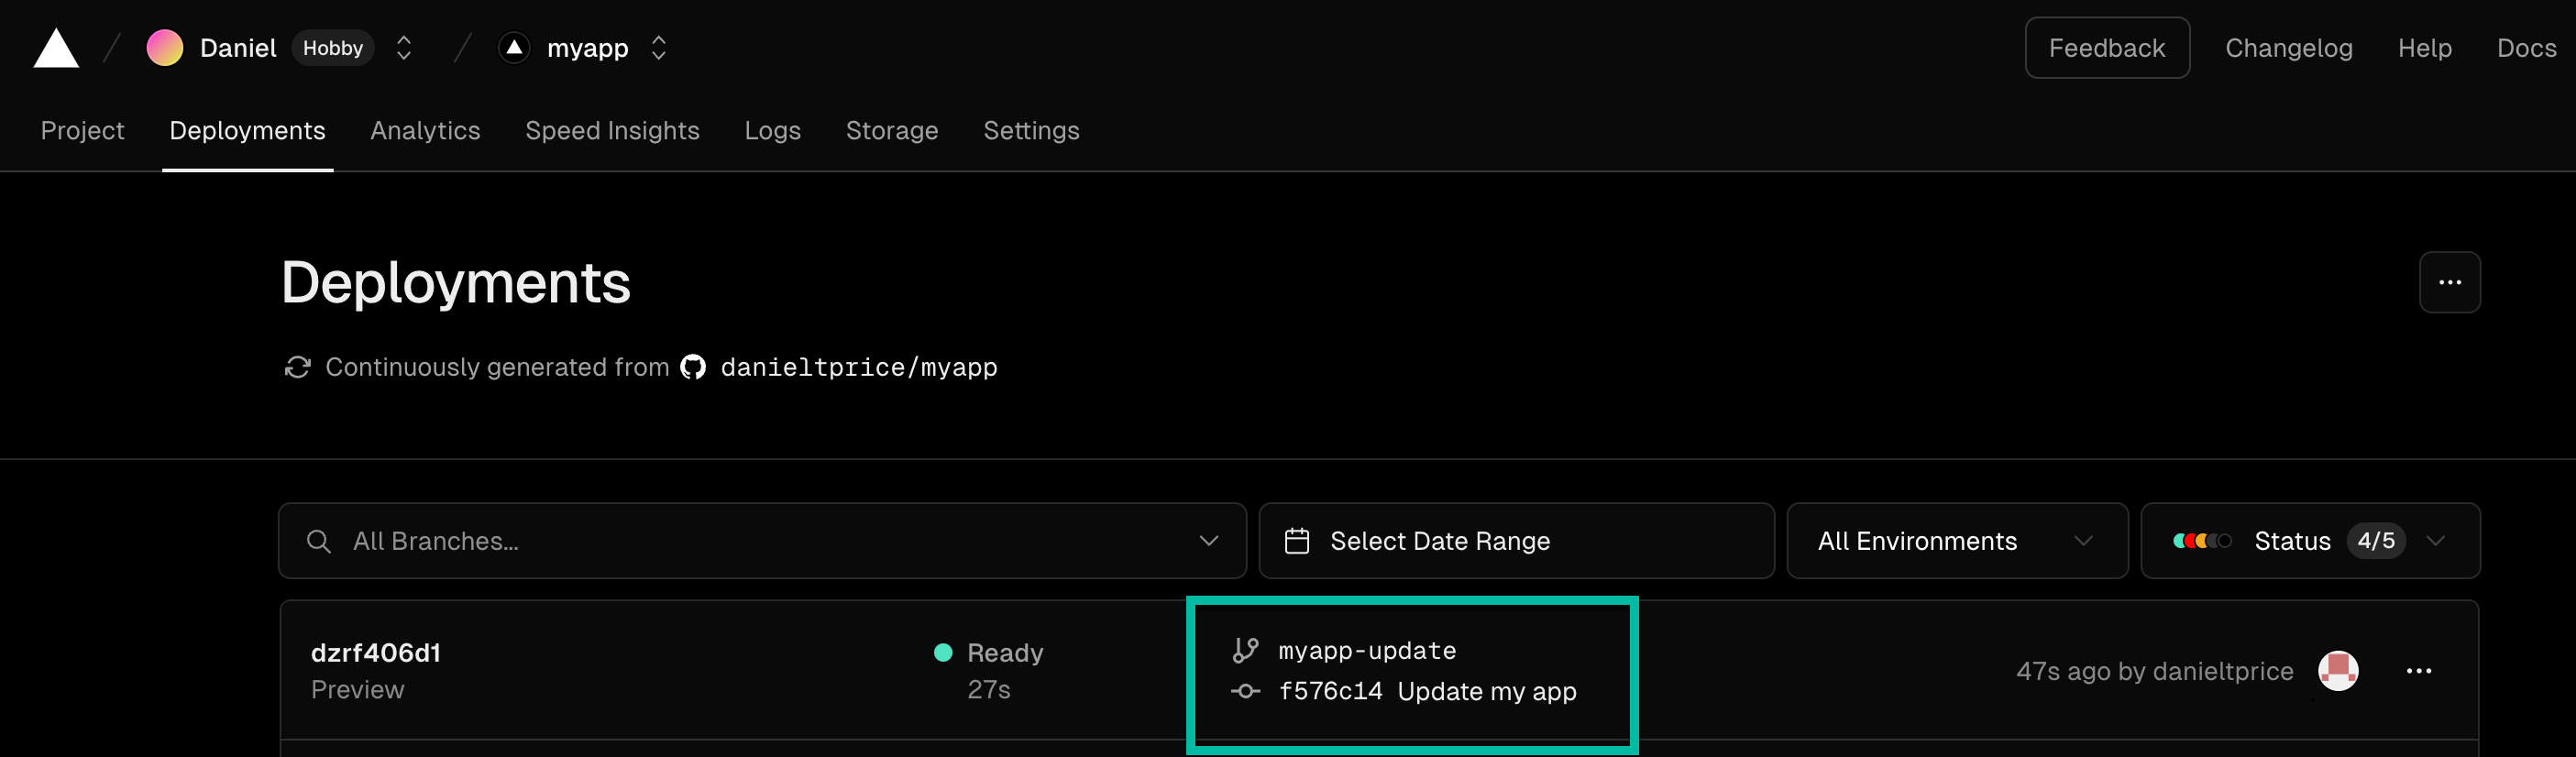 Daniel Hobby myapp Feedback Changelog Help Docs
Project Deployments Analytics Speed Insights Logs Storage Settings
Deployments
Continuously generated from danieltprice/myapp
All Branches... Select Date Range All Environments Status 4/5
dzrf406d1 Ready myapp-update
47s ago by danieltprice
Preview 27s f576c14 Update my app